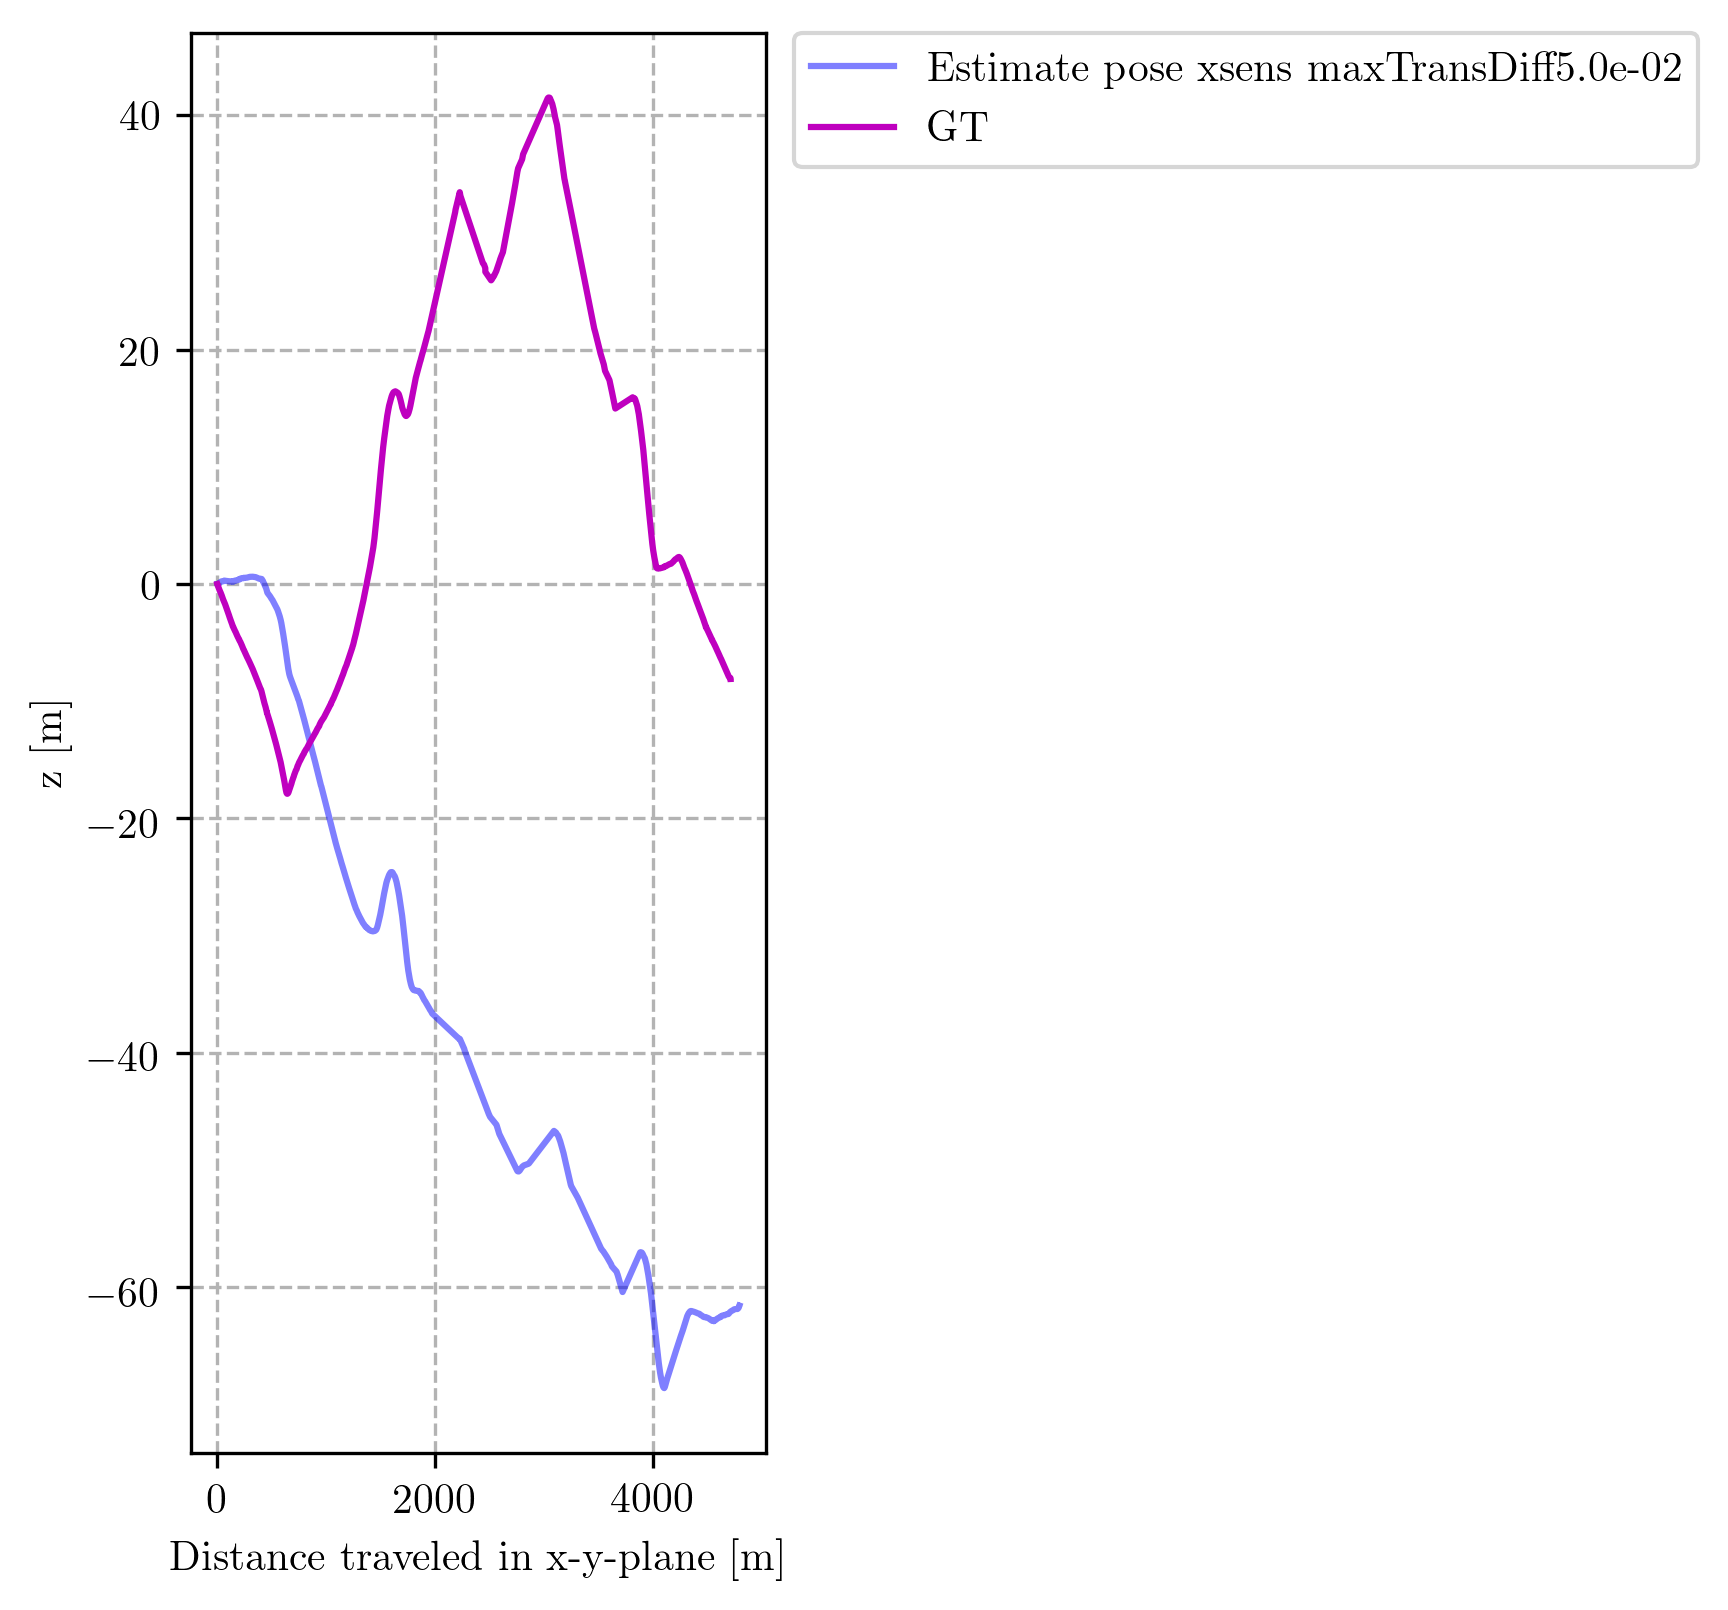 Estimate pose xsens maxTransDiff5.0e-02
GT
40
20
0
−20
−40
−60
z [m]
0 2000 4000
Distance traveled in x-y-plane [m]